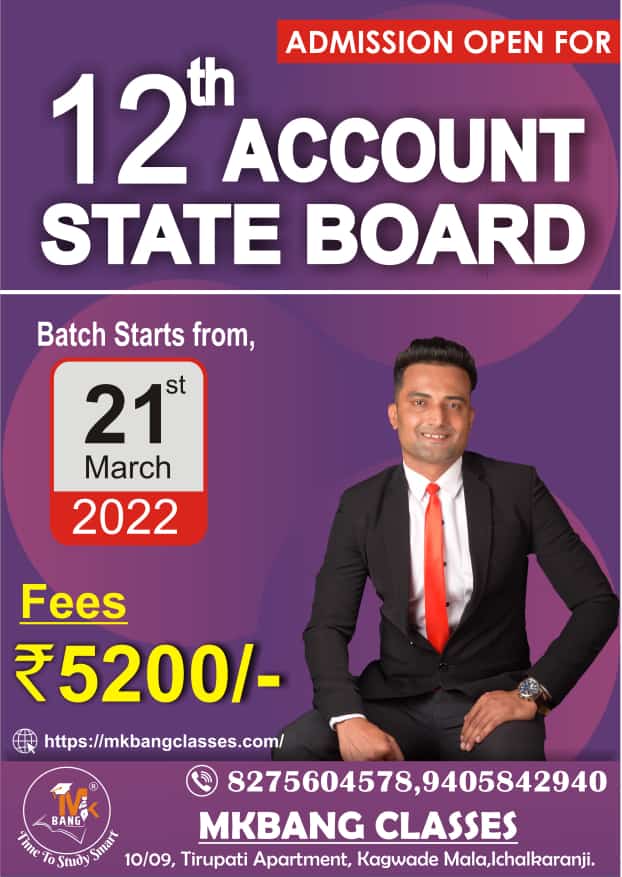 ADMISSION OPEN FOR
12th ACCOUNT
STATE BOARD
Batch Starts from,
21st
March
2022
Fees
₹5200/-
https://mkbangclasses.com/
8275604578,9405842940
MKBANG CLASSES
10/09, Tirupati Apartment, Kagwade Mala,Ichalkaranji.
MK
BANG
®
Time To Study Smart